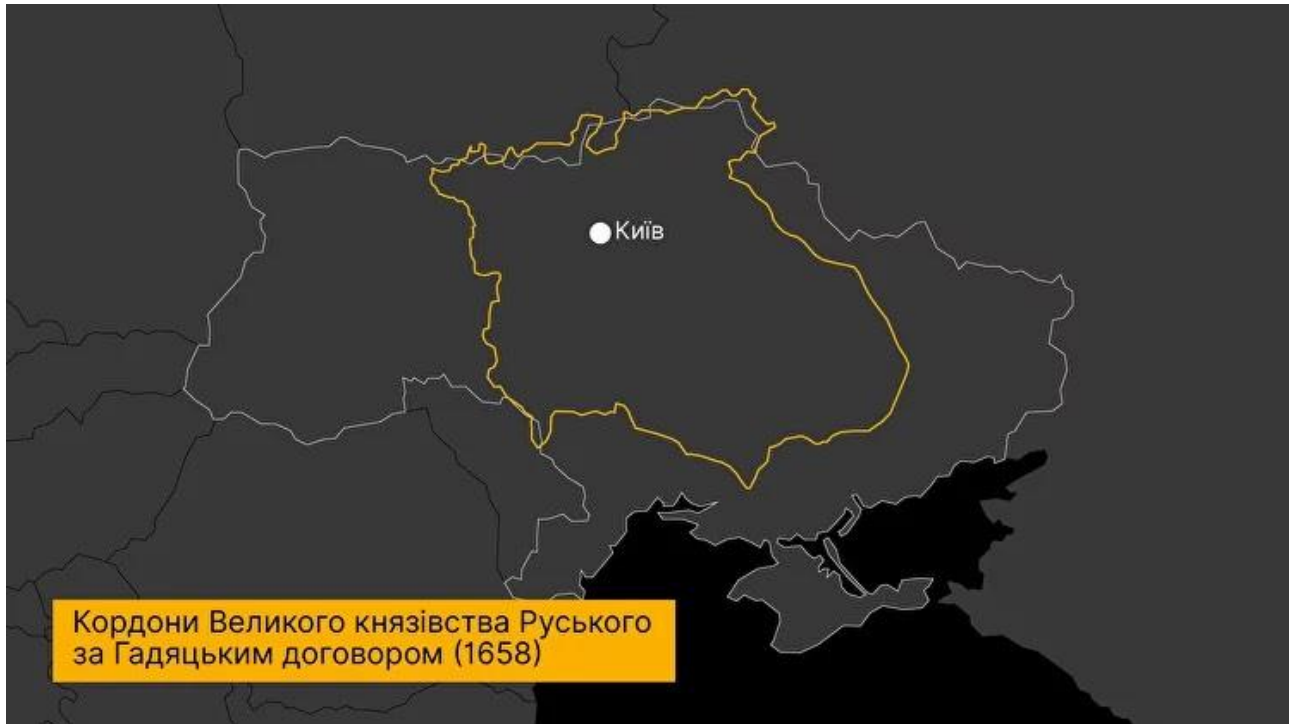 Київ
Кордони Великого князівства Руського
за Гадяцьким договором (1658)